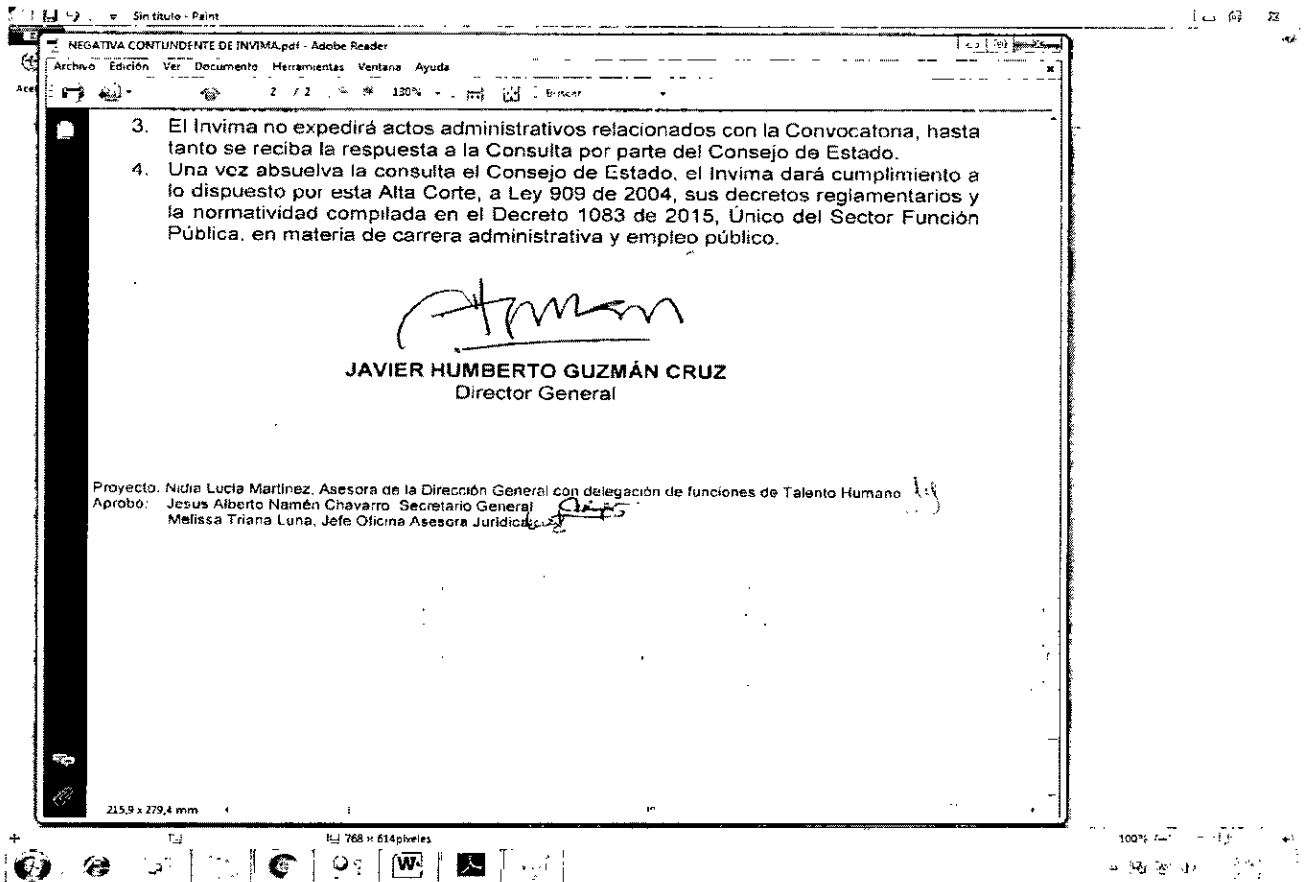 Sin título - Paint
NEGATIVA CONTUNDENTE DE INVIMA.pdf - Adobe Reader
Archivo Edición Ver Documento Herramientas Ventana Ayuda
2 / 2 130% Buscar
3. El Invima no expedirá actos administrativos relacionados con la Convocatoria, hasta
tanto se reciba la respuesta a la Consulta por parte del Consejo de Estado.
4. Una vez absuelva la consulta el Consejo de Estado, el Invima dará cumplimiento a
lo dispuesto por esta Alta Corte, a Ley 909 de 2004, sus decretos reglamentarios y
la normatividad compilada en el Decreto 1083 de 2015, Único del Sector Función
Pública, en materia de carrera administrativa y empleo público.
JAVIER HUMBERTO GUZMÁN CRUZ
Director General
Proyecto. Nidia Lucía Martínez, Asesora de la Dirección General con delegación de funciones de Talento Humano
Aprobó: Jesus Alberto Namén Chavarro Secretario General
Melissa Triana Luna, Jefe Oficina Asesora Jurídica
215,9 x 279,4 mm
768 × 614píxeles
100%